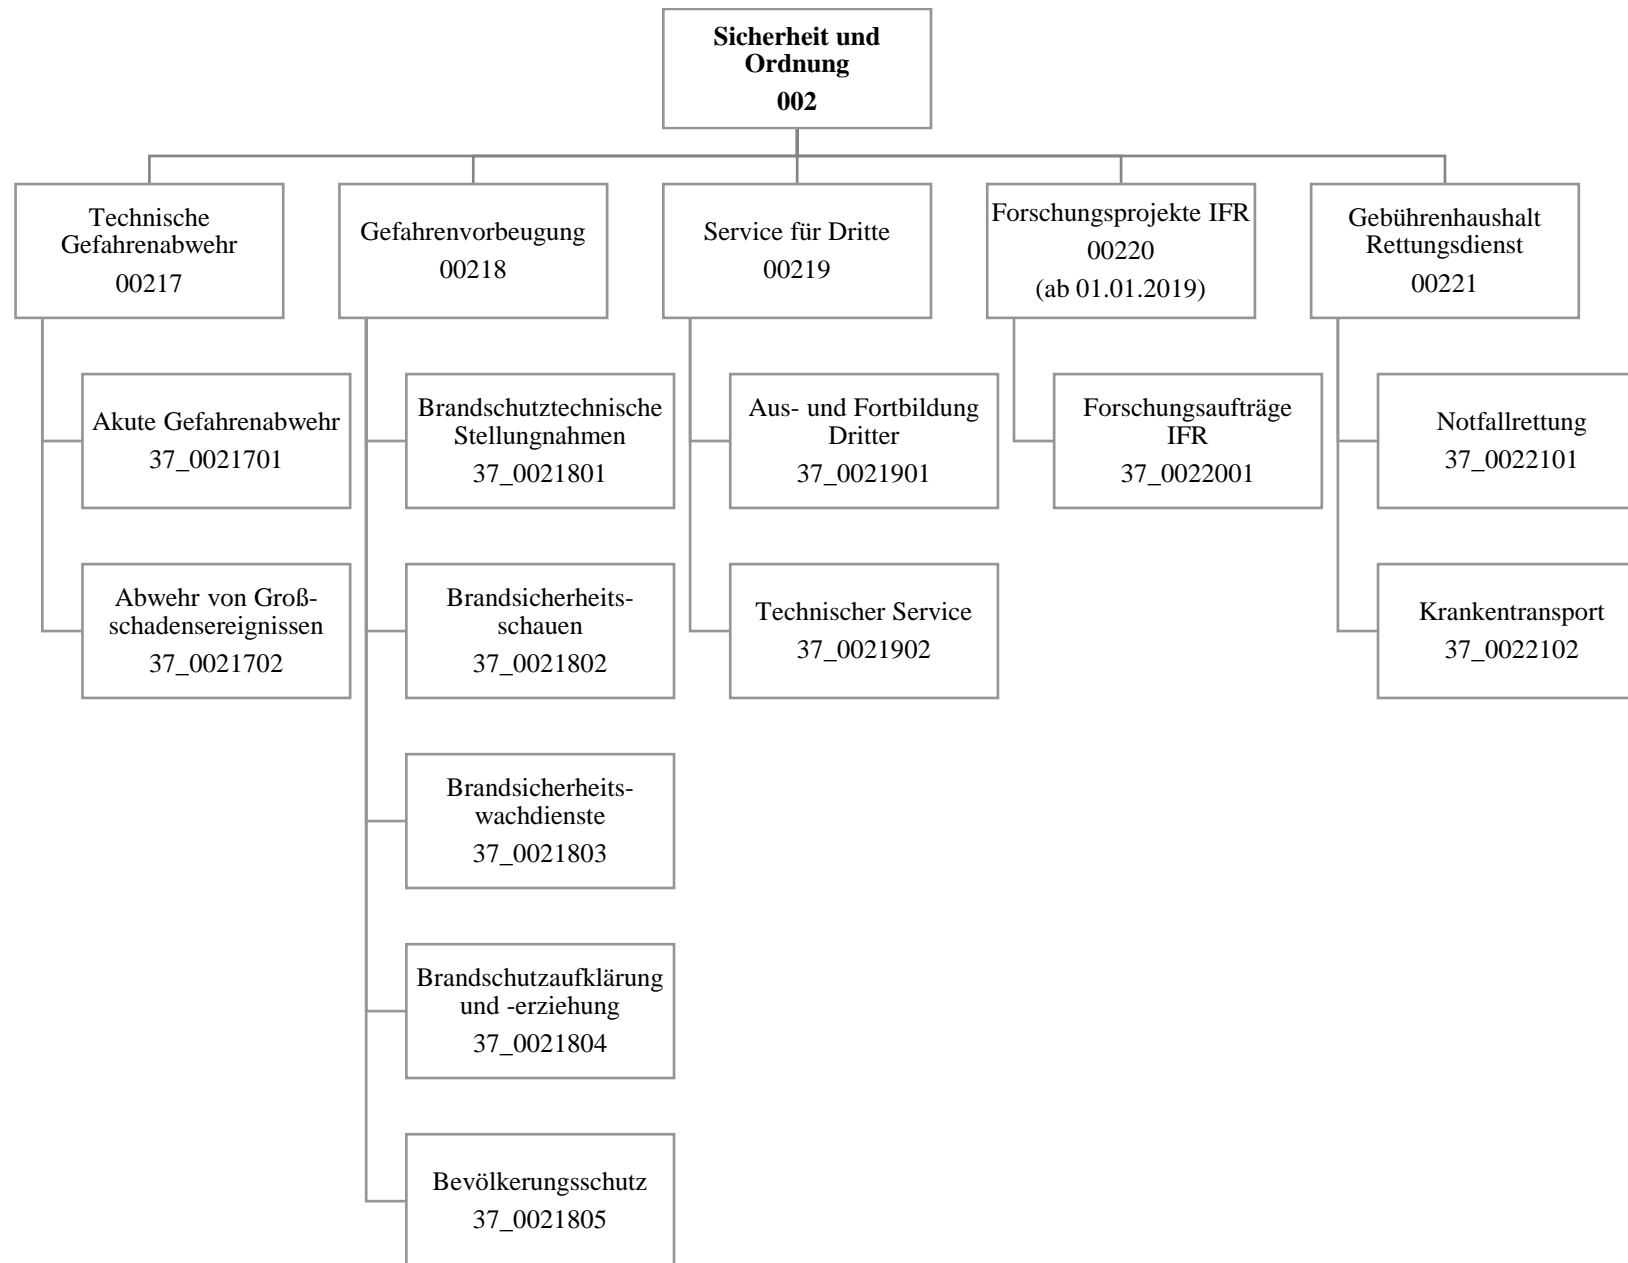 Sicherheit und
Ordnung
002
Technische
Gefahrenabwehr
00217
Gefahrenvorbeugung
00218
Service für Dritte
00219
Forschungsprojekte IFR
00220
(ab 01.01.2019)
Gebührenhaushalt
Rettungsdienst
00221
Akute Gefahrenabwehr
37_0021701
Brandschutztechnische
Stellungnahmen
37_0021801
Aus- und Fortbildung
Dritter
37_0021901
Forschungsaufträge
IFR
37_0022001
Notfallrettung
37_0022101
Abwehr von Groß-
schadensereignissen
37_0021702
Brandsicherheits-
schauen
37_0021802
Technischer Service
37_0021902
Krankentransport
37_0022102
Brandsicherheits-
wachdienste
37_0021803
Brandschutzaufklärung
und -erziehung
37_0021804
Bevölkerungsschutz
37_0021805